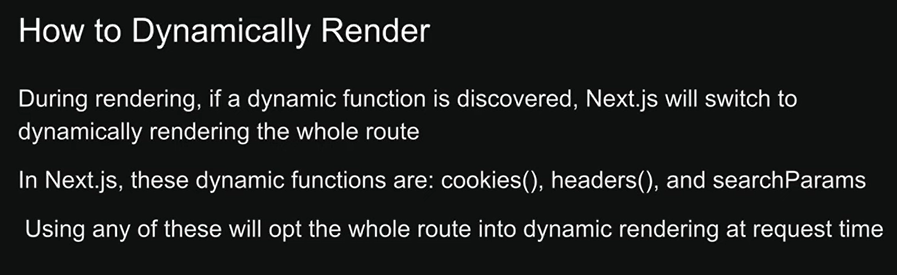 How to Dynamically Render
During rendering, if a dynamic function is discovered, Next.js will switch to
dynamically rendering the whole route
In Next.js, these dynamic functions are: cookies(), headers(), and searchParams
Using any of these will opt the whole route into dynamic rendering at request time